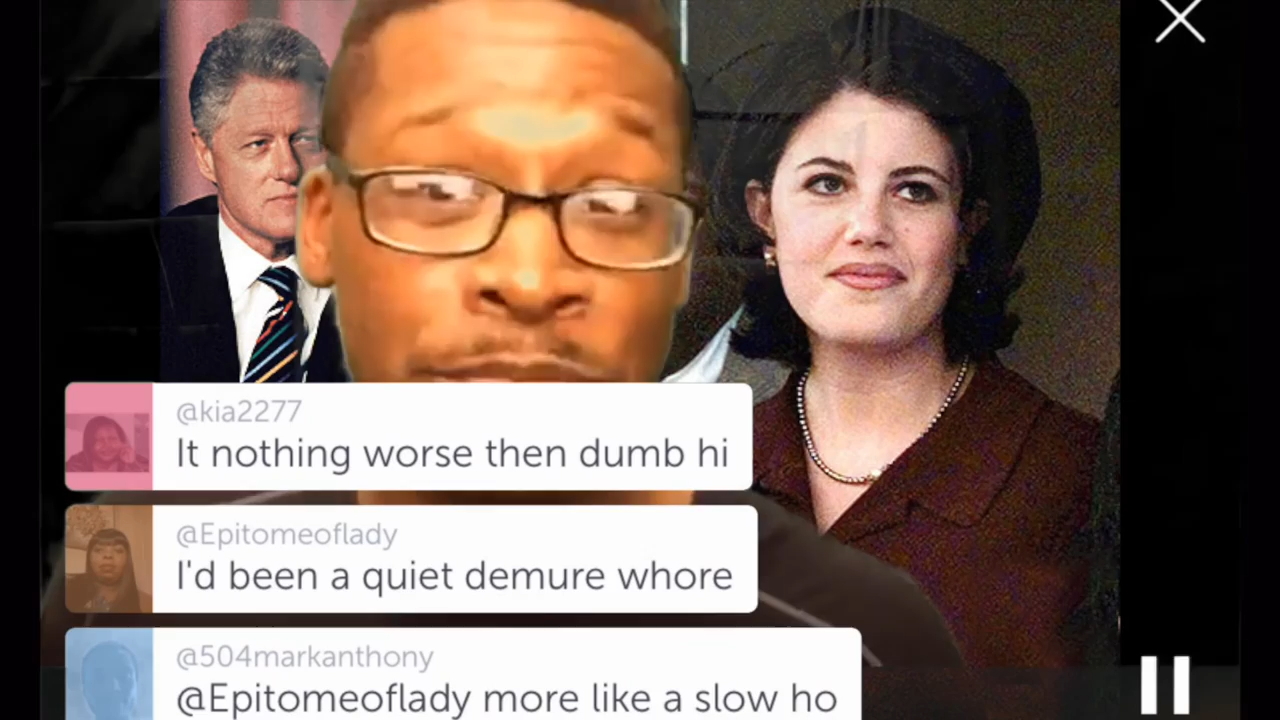 @kia2277
It nothing worse then dumb hi
@Epitomeoflady
I'd been a quiet demure whore
@504markanthony
@Epitomeoflady more like a slow ho